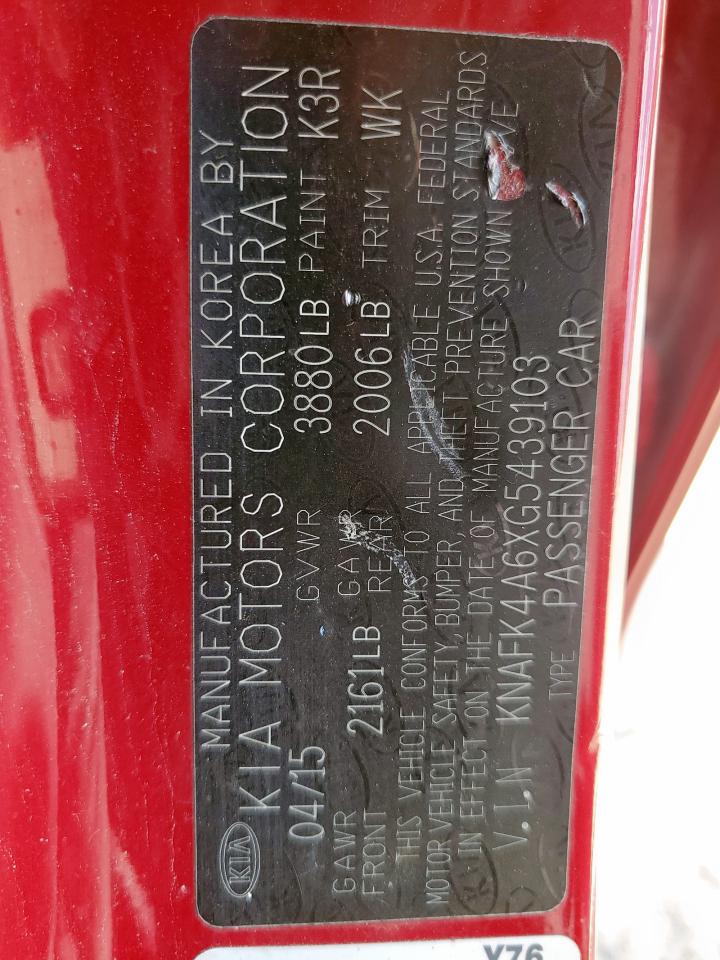 KIA
MANUFACTURED IN KOREA BY
KIA MOTORS CORPORATION
04/15 GVWR 3880LB PAINT K3R
GAWR FRONT 2161LB GAWR REAR 2006LB TRIM WK
THIS VEHICLE CONFORMS TO ALL APPLICABLE U.S.A. FEDERAL
MOTOR VEHICLE SAFETY, BUMPER, AND THEFT PREVENTION STANDARDS
IN EFFECT ON THE DATE OF MANUFACTURE SHOWN
V.I.N KNAFK4A6XG5439103
TYPE PASSENGER CAR
Y76